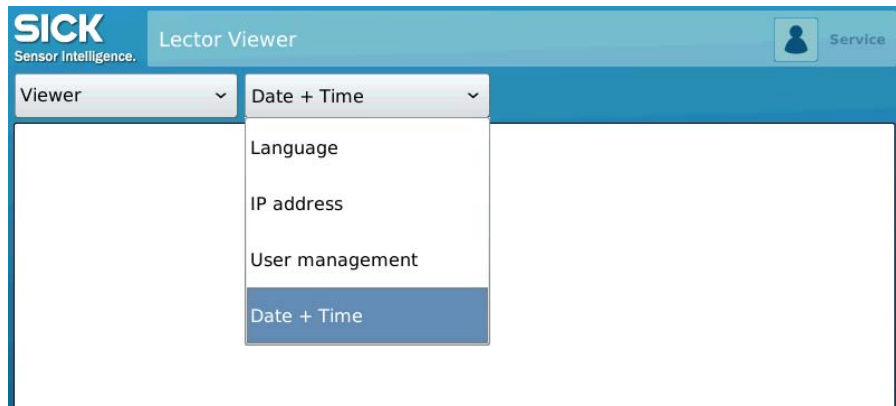 SICK
Sensor Intelligence.
Lector Viewer
Service
Viewer
Date + Time
Language
IP address
User management
Date + Time